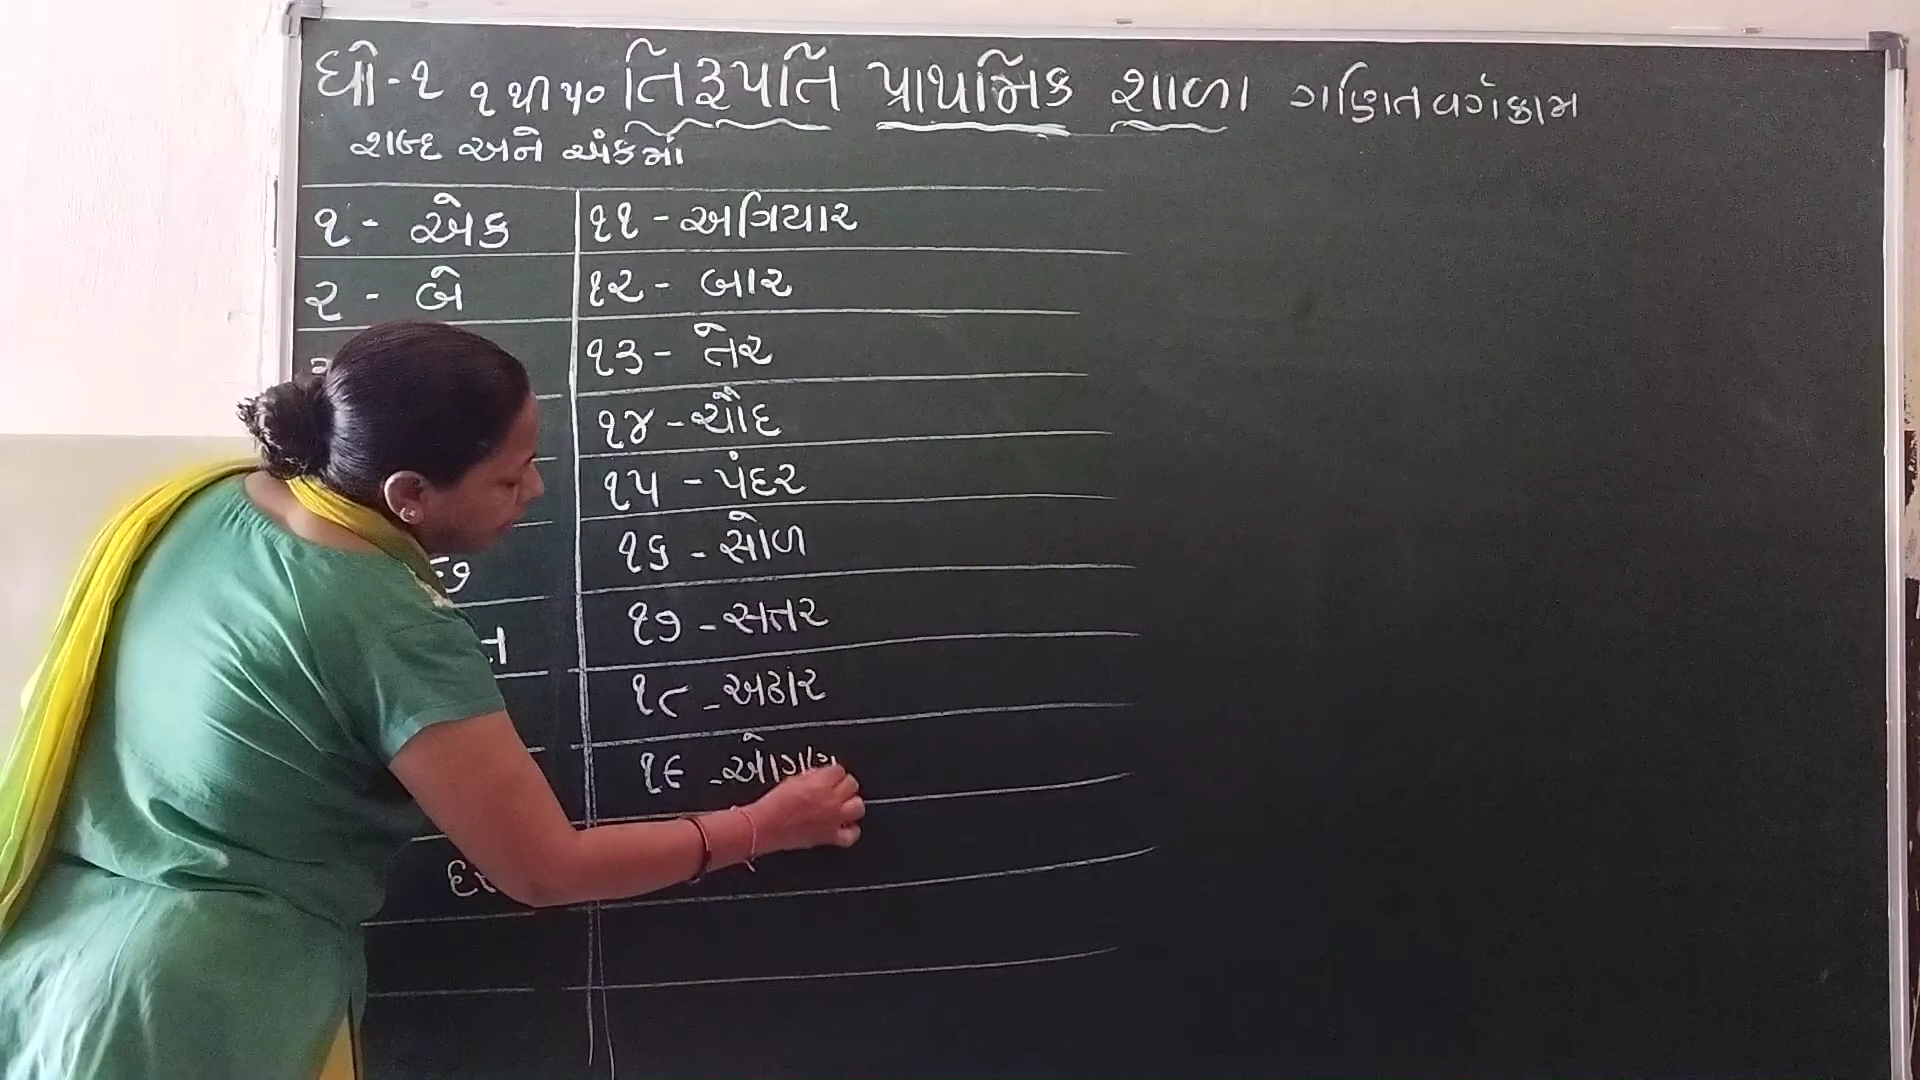 ધો-૧ ૧ થી ૫૦ તિરૂપતિ પ્રાથમિક શાળા ગણિત વર્ગકામ
શબ્દ અને અંકમાં
૧ - એક
૨ - બે
૧૧ - અગિયાર
૧૨ - બાર
૧૩ - તેર
૧૪ - ચૌદ
૧૫ - પંદર
૧૬ - સોળ
૧૭ - સત્તર
૧૮ - અઢાર
૧૯ - ઓગણ